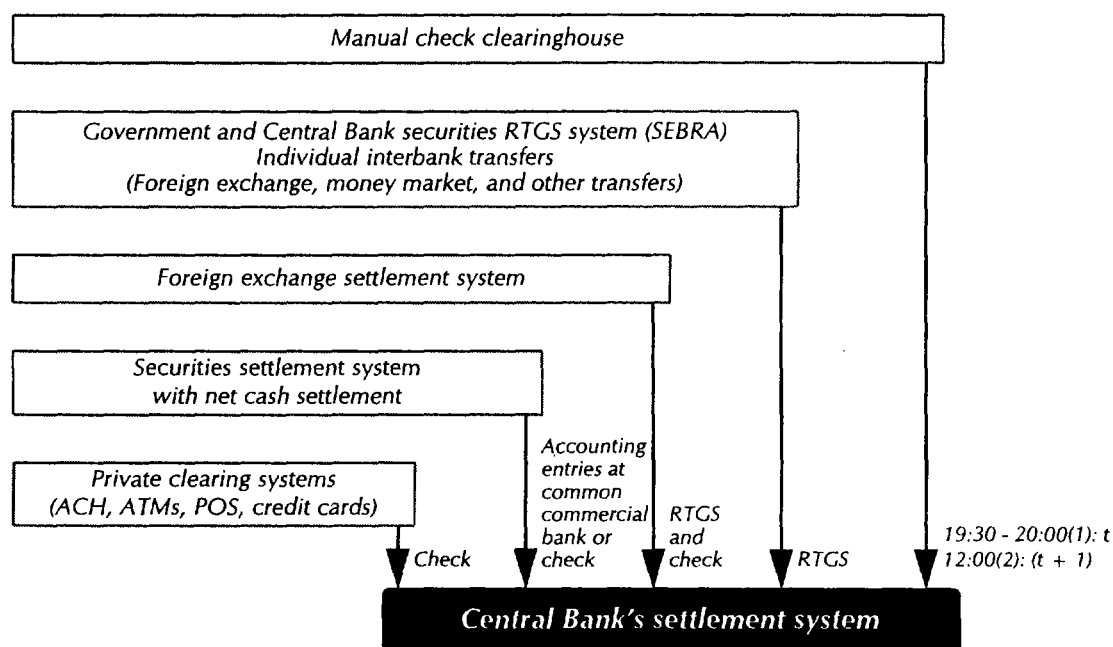 Manual check clearinghouse
Government and Central Bank securities RTGS system (SEBRA)
Individual interbank transfers
(Foreign exchange, money market, and other transfers)
Foreign exchange settlement system
Securities settlement system
with net cash settlement
Private clearing systems
(ACH, ATMs, POS, credit cards)
Check
Accounting
entries at
common
commercial
bank or
check
RTGS
and
check
RTGS
19:30 - 20:00(1): t
12:00(2): (t + 1)
Central Bank's settlement system